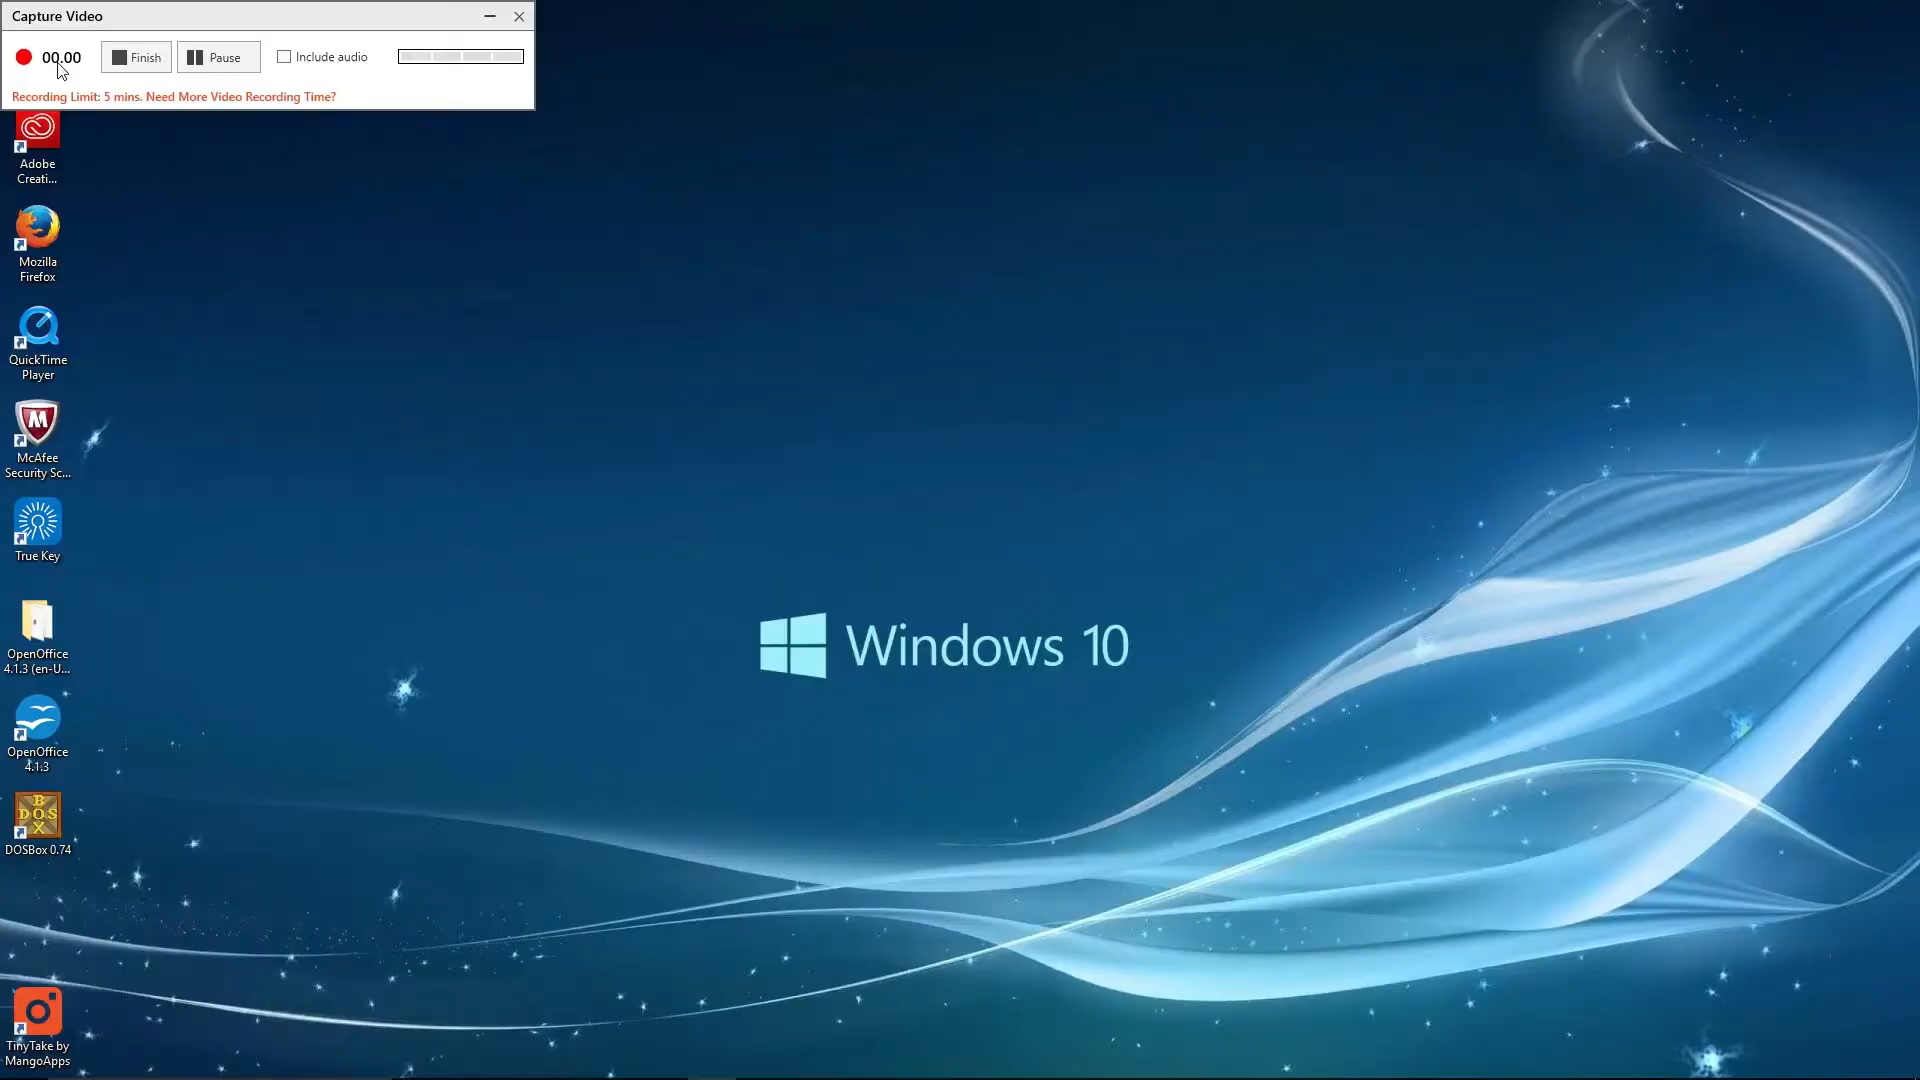 Capture Video
00.00
Finish
Pause
Include audio
Recording Limit: 5 mins. Need More Video Recording Time?
Adobe
Creati...
Mozilla
Firefox
QuickTime
Player
McAfee
Security Sc...
True Key
OpenOffice
4.1.3 (en-U...
OpenOffice
4.1.3
DOSBox 0.74
TinyTake by
MangoApps
Windows 10